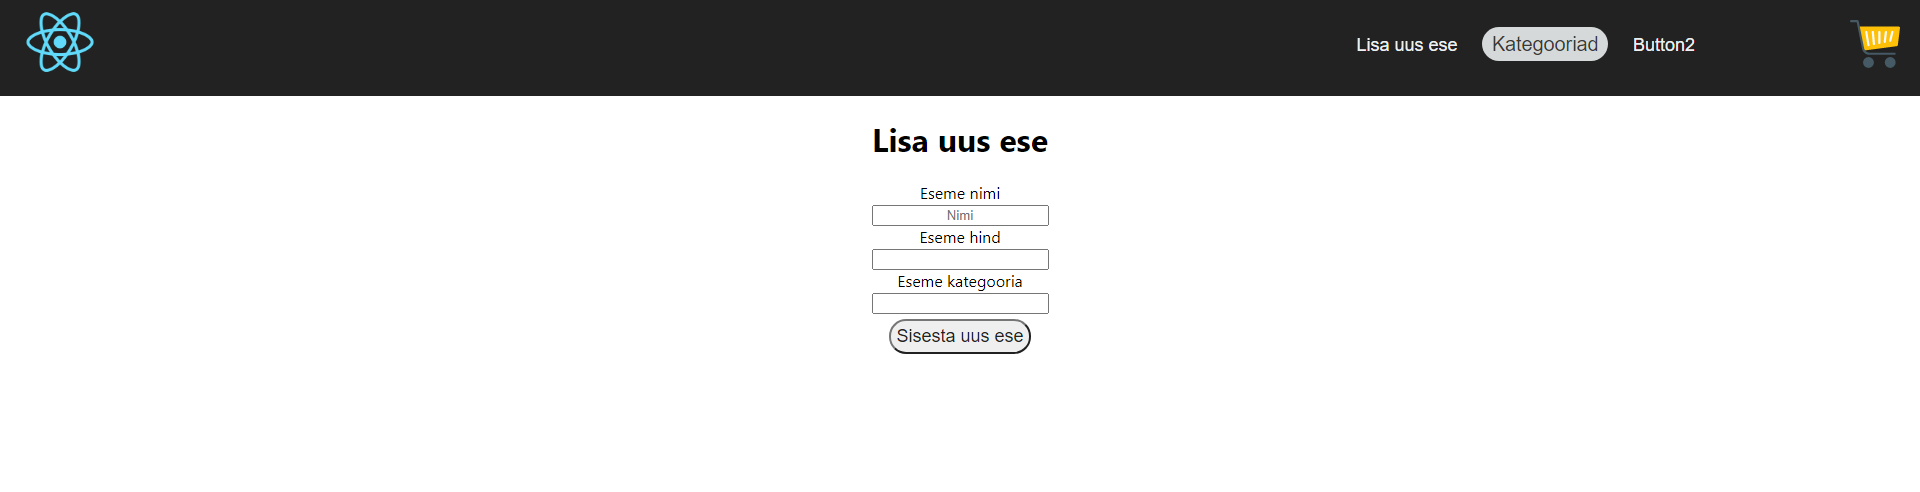 Lisa uus ese Kategooriad Button2
Lisa uus ese
Eseme nimi
Nimi
Eseme hind
Eseme kategooria
Sisesta uus ese